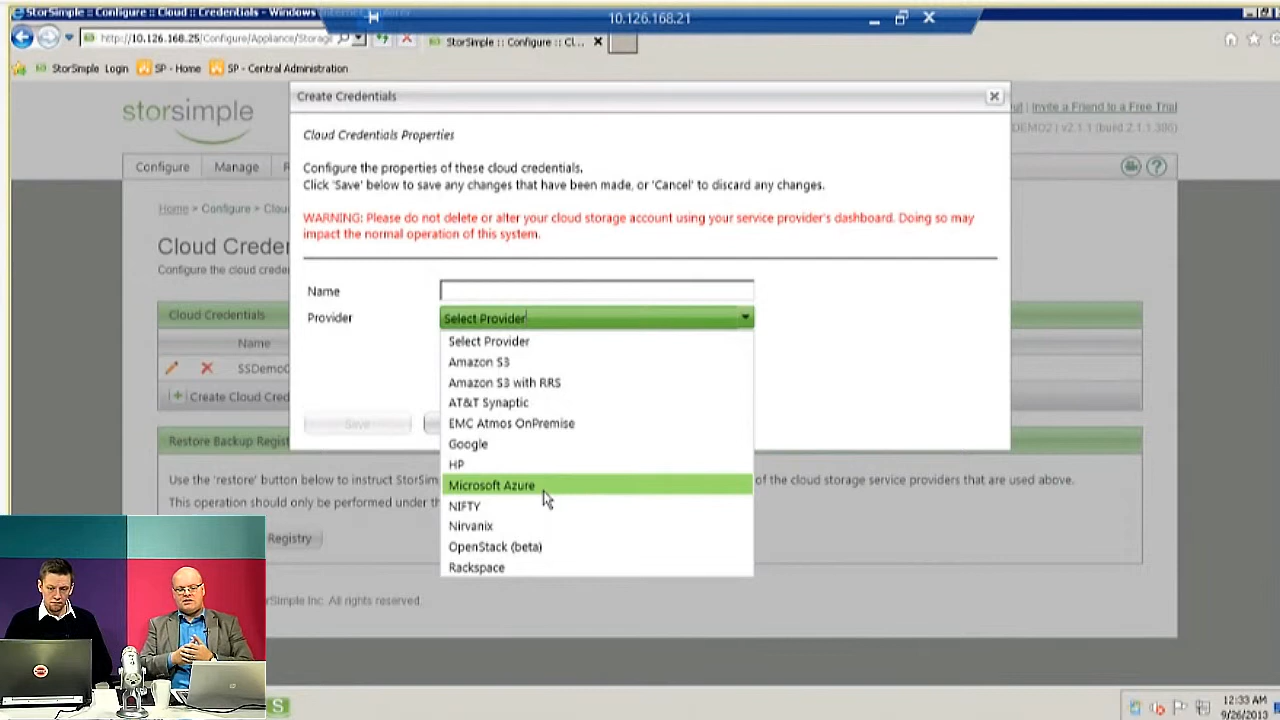 StorSimple :: Configure :: Cloud :: Credentials - Windows Internet Explorer
10.126.168.21
http://10.126.168.25/Configure/Appliance/Storag
StorSimple :: Configure :: Cl...
StorSimple Login
SP - Home
SP - Central Administration
Create Credentials
storsimple
Invite a Friend to a Free Trial
DEMO2 | v2.1.1 (build 2.1.1.386)
Cloud Credentials Properties
Configure
Manage
Configure the properties of these cloud credentials.
Click 'Save' below to save any changes that have been made, or 'Cancel' to discard any changes.
Home > Configure > Clou
WARNING: Please do not delete or alter your cloud storage account using your service provider's dashboard. Doing so may
impact the normal operation of this system.
Cloud Creder
Configure the cloud crede
Name
Provider
Select Provider
Cloud Credentials
Name
SSDemoC
Create Cloud Cred
Select Provider
Amazon S3
Amazon S3 with RRS
AT&T Synaptic
EMC Atmos OnPremise
Google
HP
Microsoft Azure
NIFTY
Nirvanix
OpenStack (beta)
Rackspace
Save
Restore Backup Regist
Use the 'restore' button below to instruct StorSim
of the cloud storage service providers that are used above.
This operation should only be performed under th
Registry
rSimple Inc. All rights reserved.
S
12:33 AM
9/26/2013